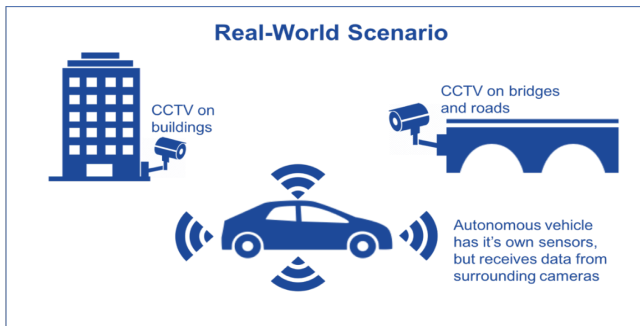 Real-World Scenario
CCTV on
buildings
CCTV on bridges
and roads
Autonomous vehicle
has it's own sensors,
but receives data from
surrounding cameras